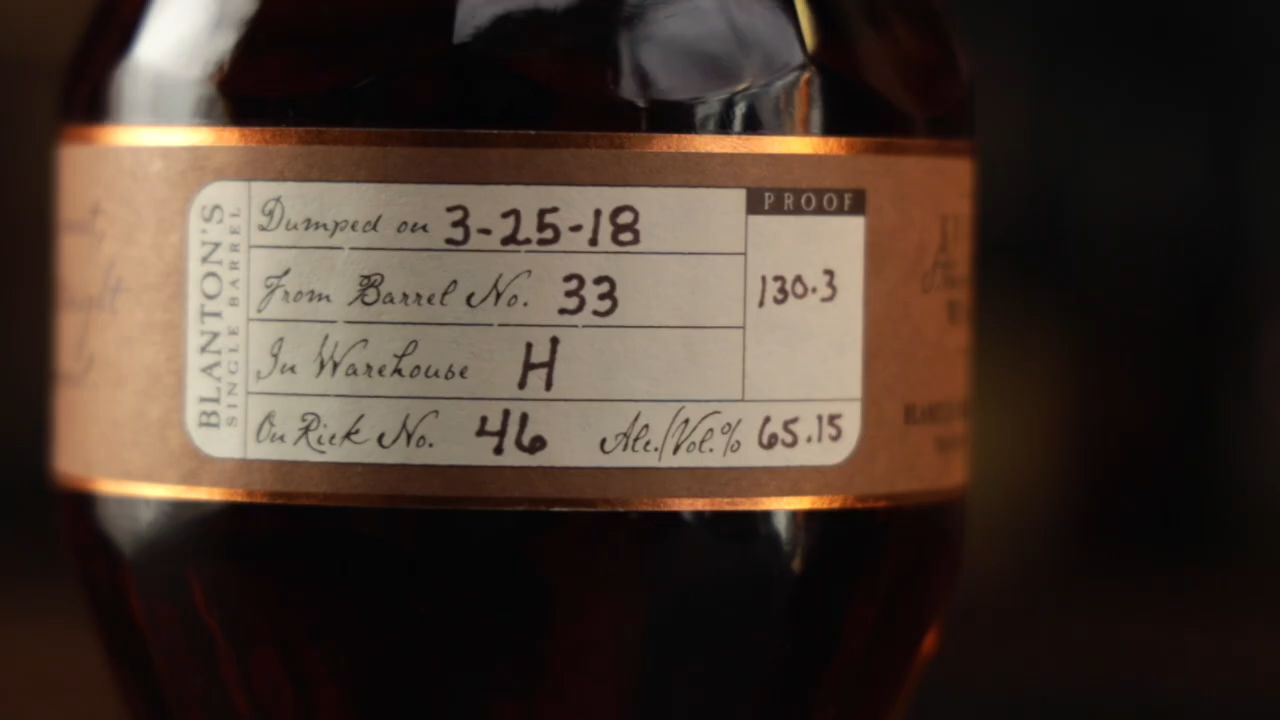 BLANTON'S
SINGLE BARREL
Dumped on 3-25-18
PROOF
130.3
From Barrel No. 33
In Warehouse H
On Rick No. 46 Alc./Vol.% 65.15